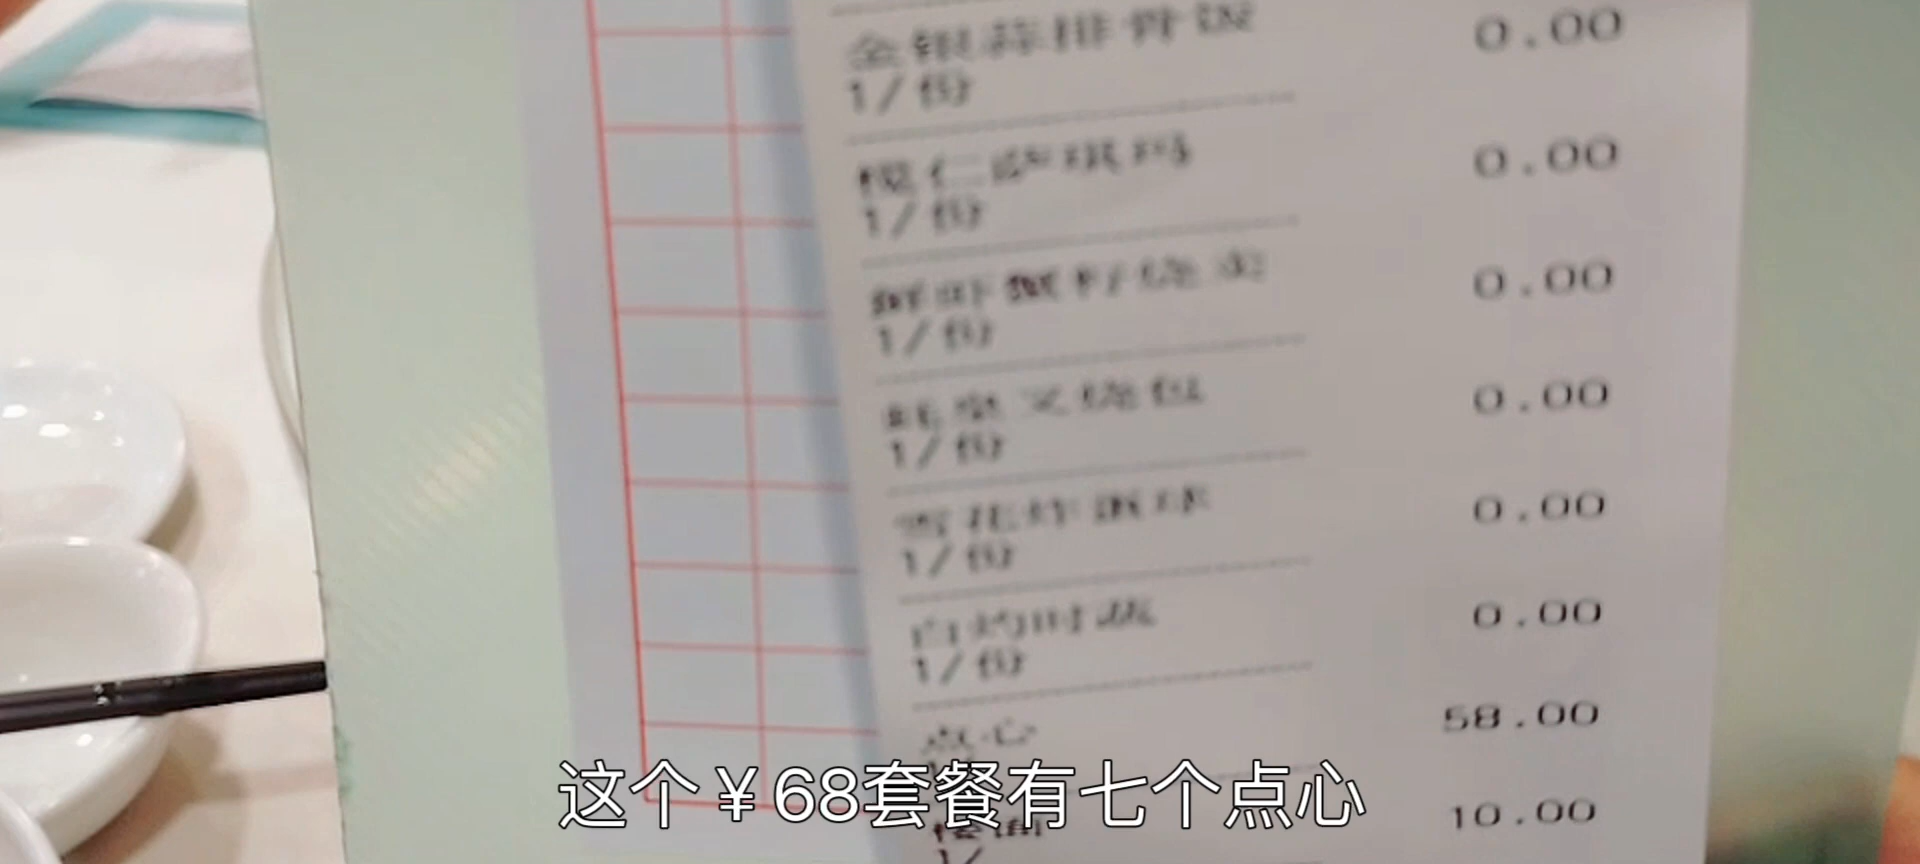 金银蒜排骨饭 0.00
1/份
榄仁萨琪玛 0.00
1/份
鲜虾蟹籽烧卖 0.00
1/份
叉烧包 0.00
1/份
雪花炸 球 0.00
1/份
白灼时蔬 0.00
1/份
点心 58.00
10.00
1/
这个￥68套餐有七个点心